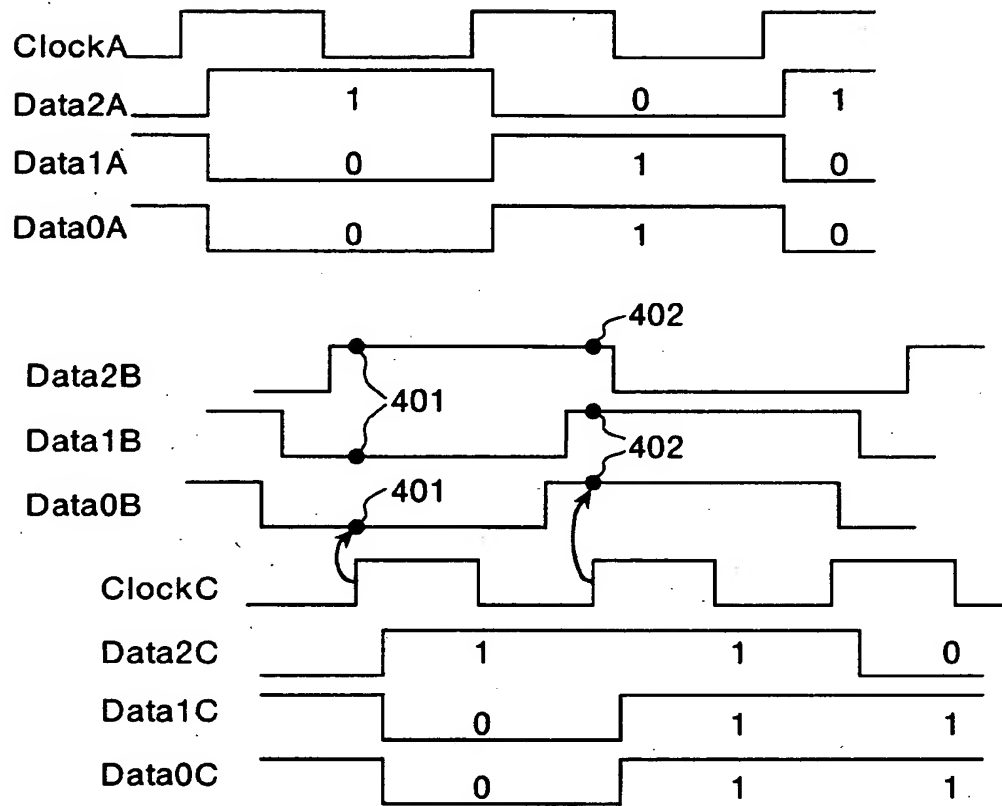 ClockA
Data2A 1 0 1
Data1A 0 1 0
Data0A 0 1 0
402
Data2B
401
Data1B
402
401
Data0B
ClockC
Data2C 1 1 0
Data1C 0 1 1
Data0C 0 1 1